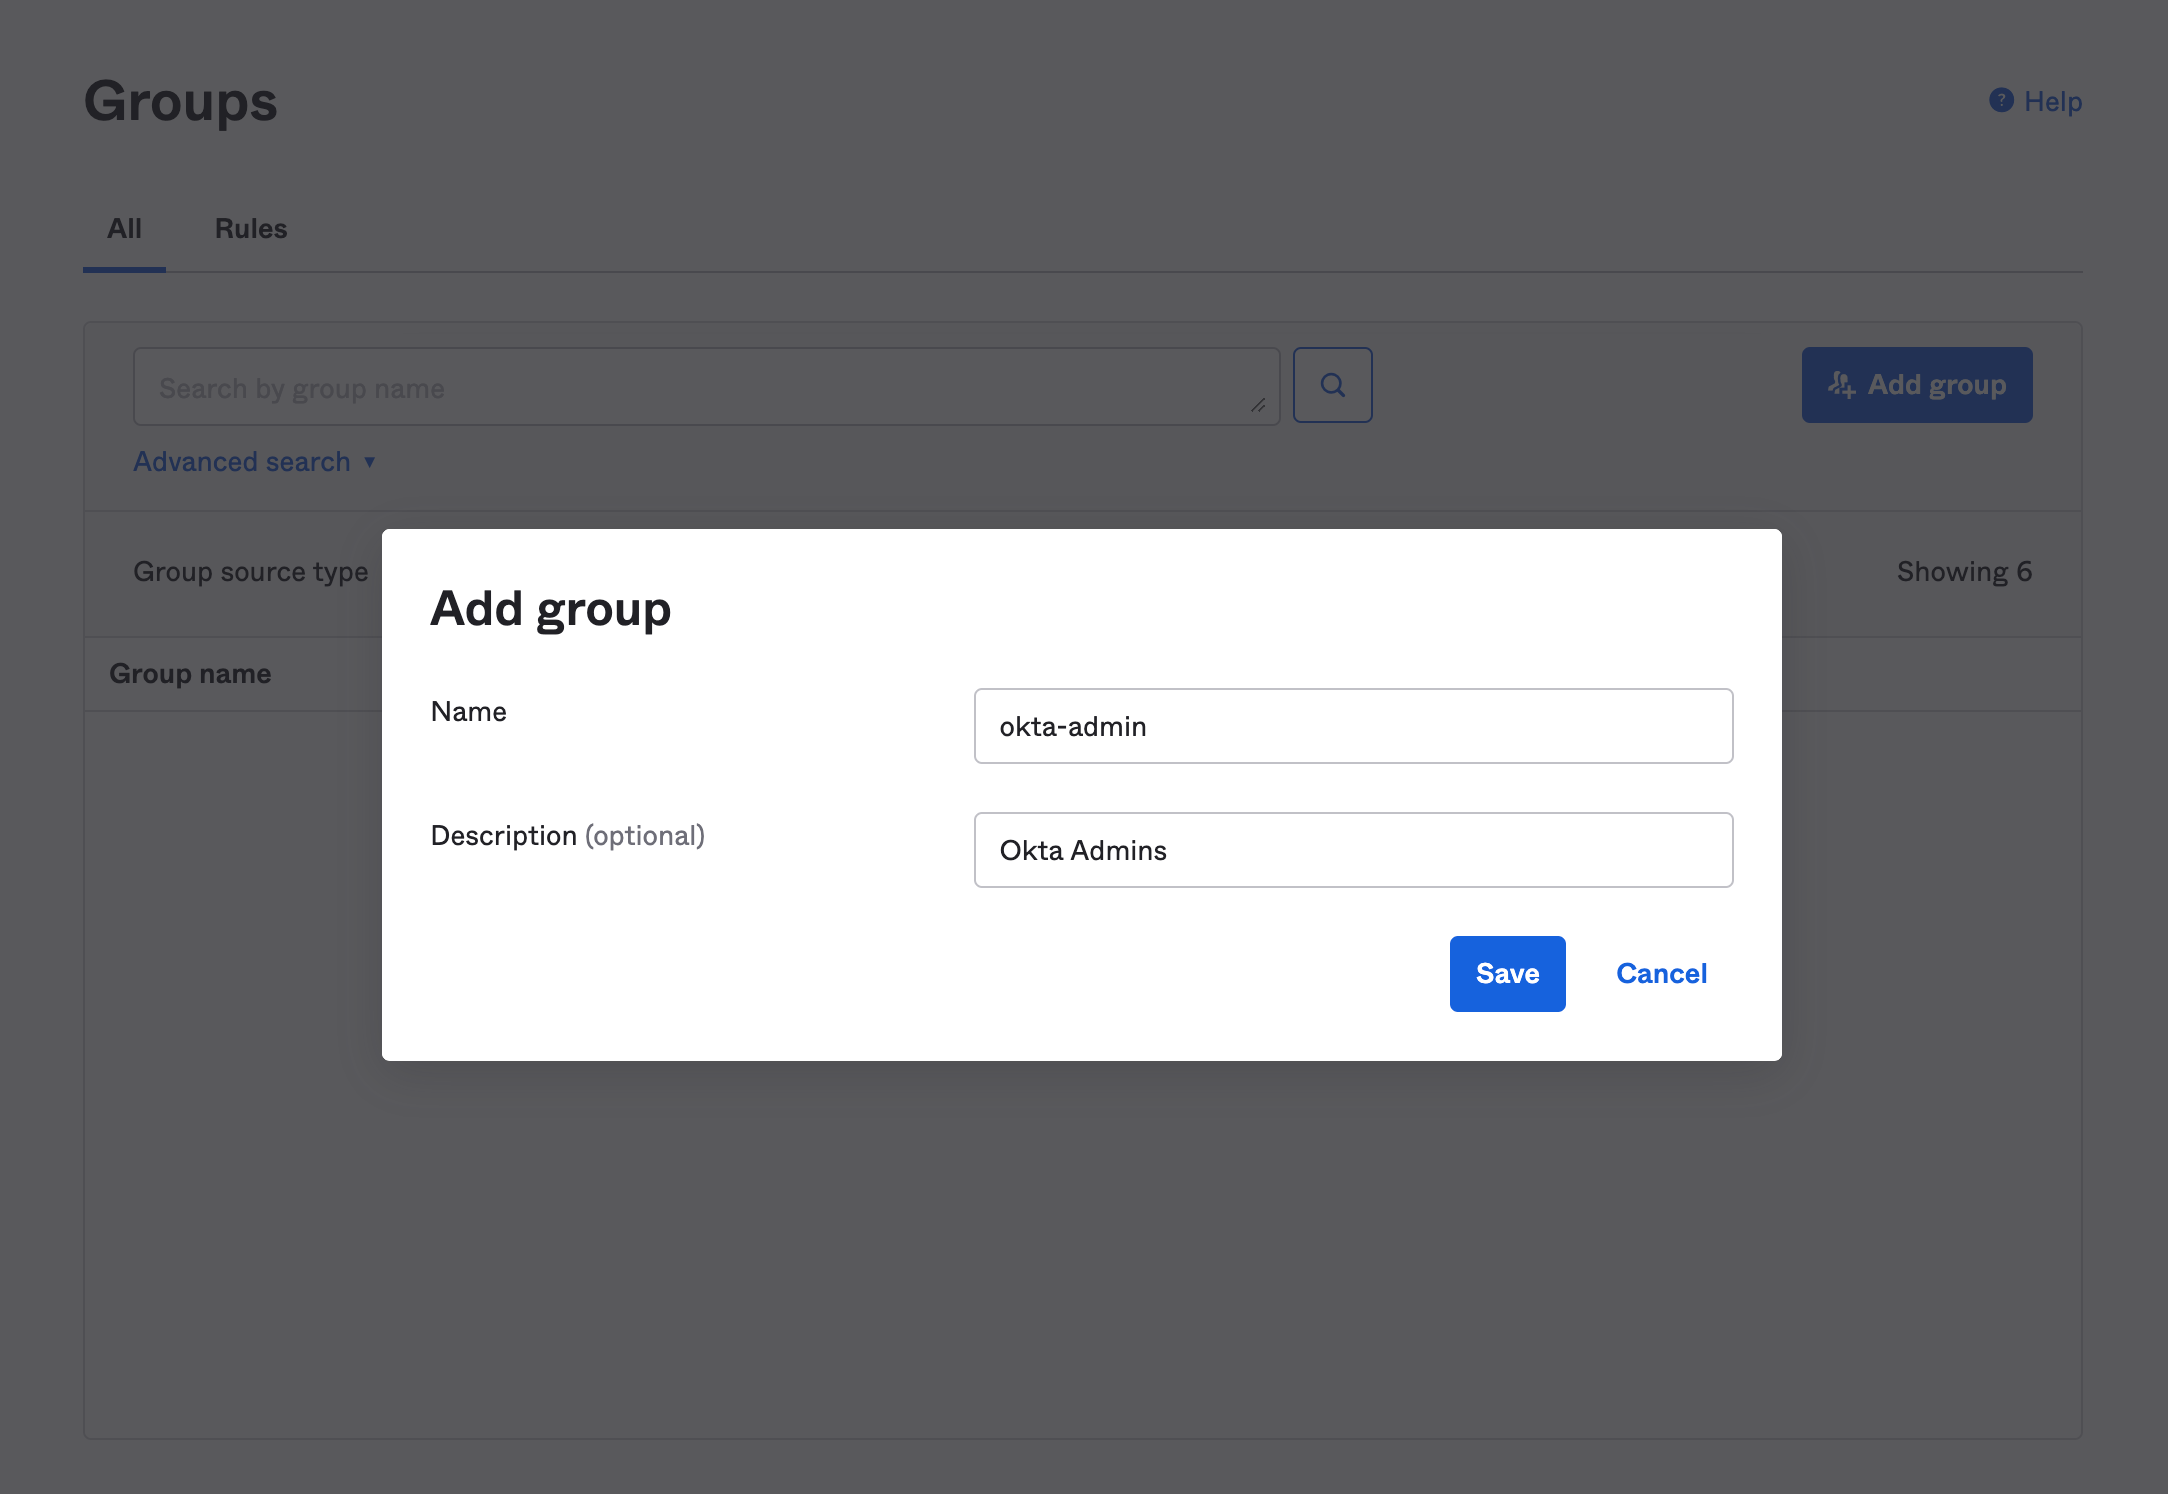 Groups
Help
All Rules
Search by group name
Add group
Advanced search
Group source type
Showing 6
Group name
Add group
Name
okta-admin
Description (optional)
Okta Admins
Save Cancel